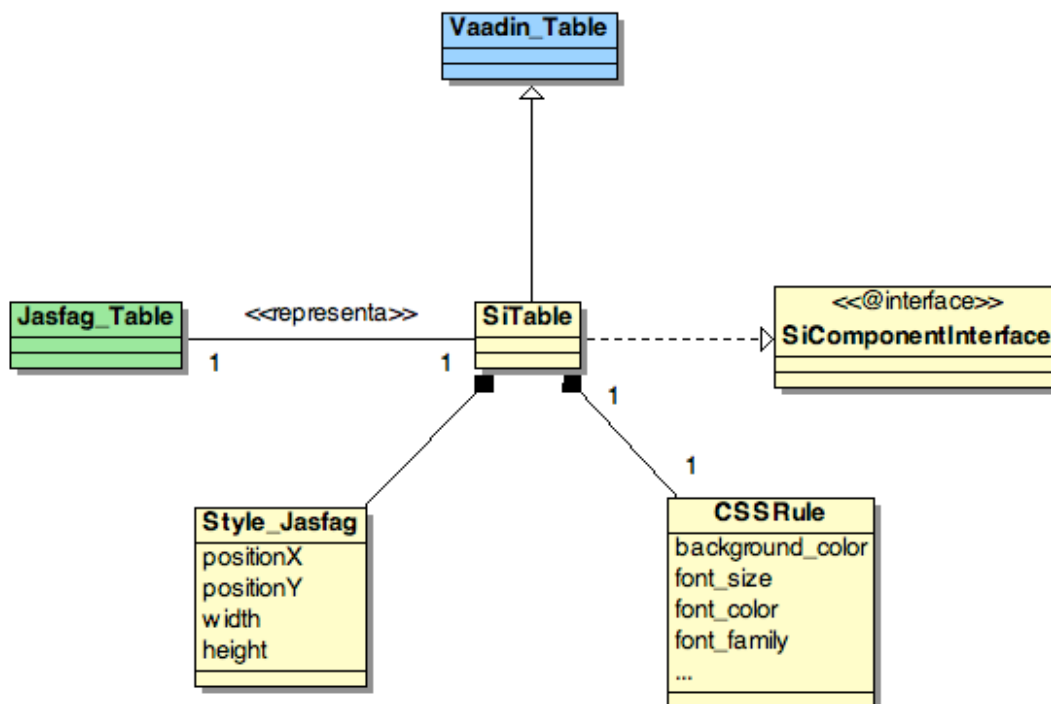 Vaadin_Table
Jasfag_Table
<<representa>>
1
1
SiTable
<<@interface>>
SiComponentInterface
1
1
Style_Jasfag
positionX
positionY
width
height
CSSRule
background_color
font_size
font_color
font_family
...